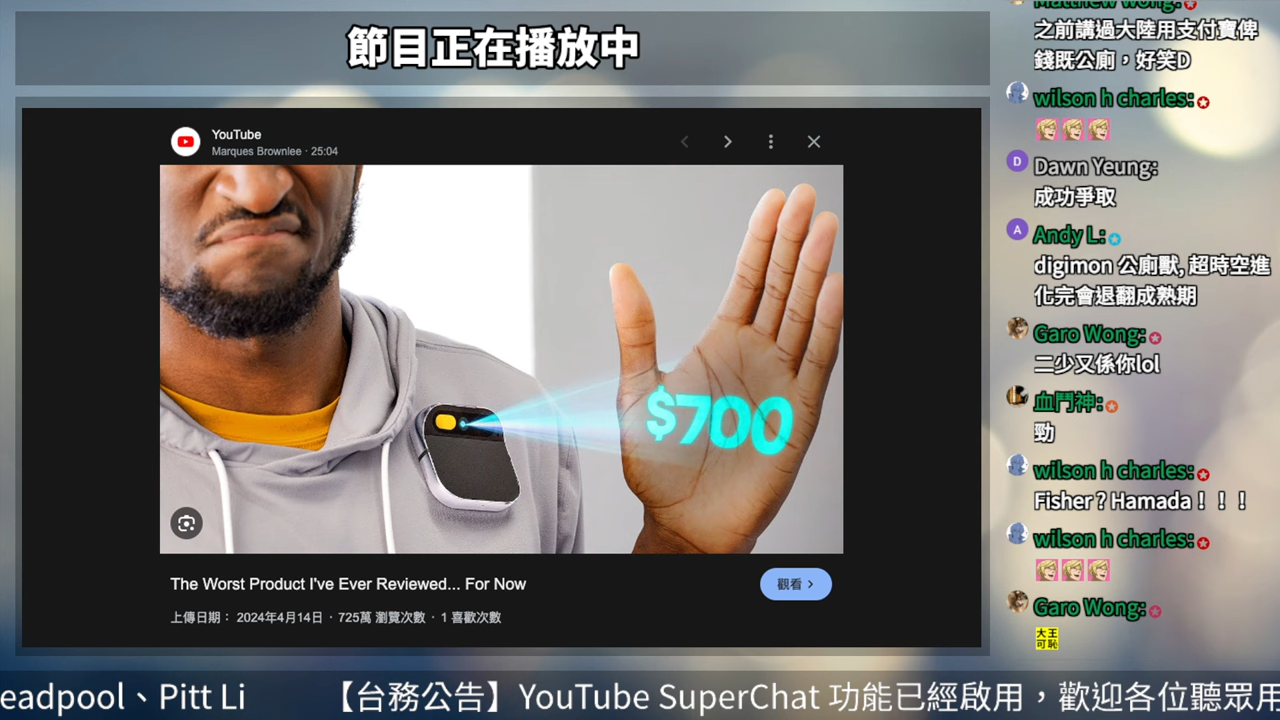 節目正在播放中
YouTube
Marques Brownlee · 25:04
$700
The Worst Product I've Ever Reviewed... For Now
觀看
上傳日期： 2024年4月14日 · 725萬 瀏覽次數 · 1 喜歡次數
Matthew Wong:
之前講過大陸用支付寶俾
錢既公廁，好笑D
wilson h charles:
D
Dawn Yeung:
成功爭取
A
Andy L:
digimon 公廁獸, 超時空進
化完會退翻成熟期
Garo Wong:
二少又係你lol
血鬥神:
勁
wilson h charles:
Fisher ? Hamada！！！
wilson h charles:
Garo Wong:
大王
可恥
eadpool、Pitt Li 【台務公告】YouTube SuperChat 功能已經啟用，歡迎各位聽眾用